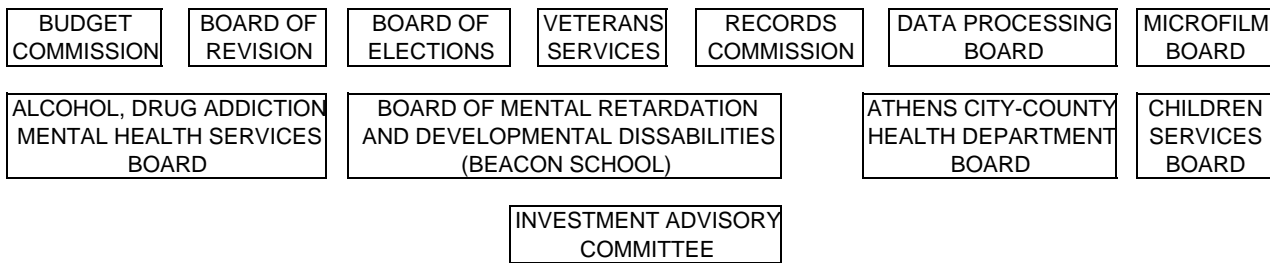 BUDGET
COMMISSION
BOARD OF
REVISION
BOARD OF
ELECTIONS
VETERANS
SERVICES
RECORDS
COMMISSION
DATA PROCESSING
BOARD
MICROFILM
BOARD
ALCOHOL, DRUG ADDICTION
MENTAL HEALTH SERVICES
BOARD
BOARD OF MENTAL RETARDATION
AND DEVELOPMENTAL DISSABILITIES
(BEACON SCHOOL)
ATHENS CITY-COUNTY
HEALTH DEPARTMENT
BOARD
CHILDREN
SERVICES
BOARD
INVESTMENT ADVISORY
COMMITTEE